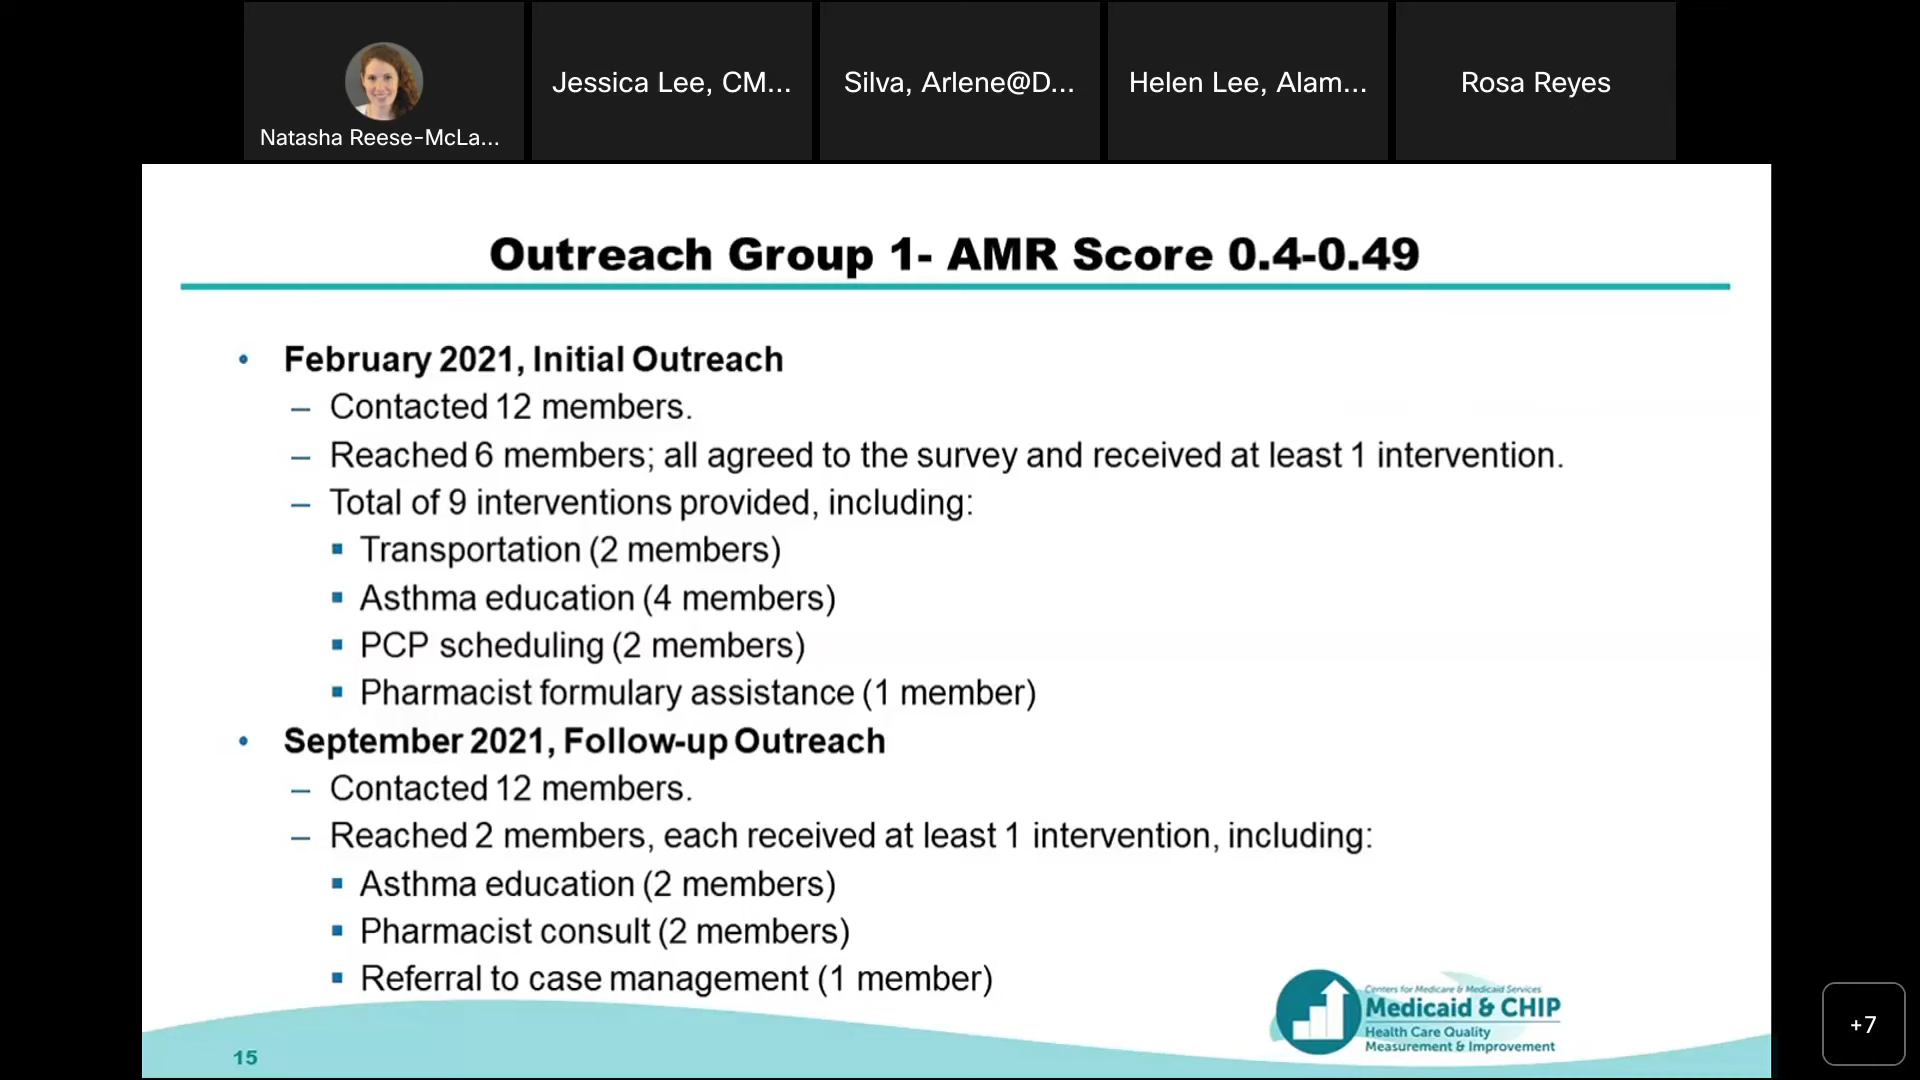 Natasha Reese-McLa...
Jessica Lee, CM...
Silva, Arlene@D...
Helen Lee, Alam...
Rosa Reyes
Outreach Group 1- AMR Score 0.4-0.49
• February 2021, Initial Outreach
– Contacted 12 members.
– Reached 6 members; all agreed to the survey and received at least 1 intervention.
– Total of 9 interventions provided, including:
▪ Transportation (2 members)
▪ Asthma education (4 members)
▪ PCP scheduling (2 members)
▪ Pharmacist formulary assistance (1 member)
• September 2021, Follow-up Outreach
– Contacted 12 members.
– Reached 2 members, each received at least 1 intervention, including:
▪ Asthma education (2 members)
▪ Pharmacist consult (2 members)
▪ Referral to case management (1 member)
Centers for Medicare & Medicaid Services
Medicaid & CHIP
Health Care Quality
Measurement & Improvement
15
+7